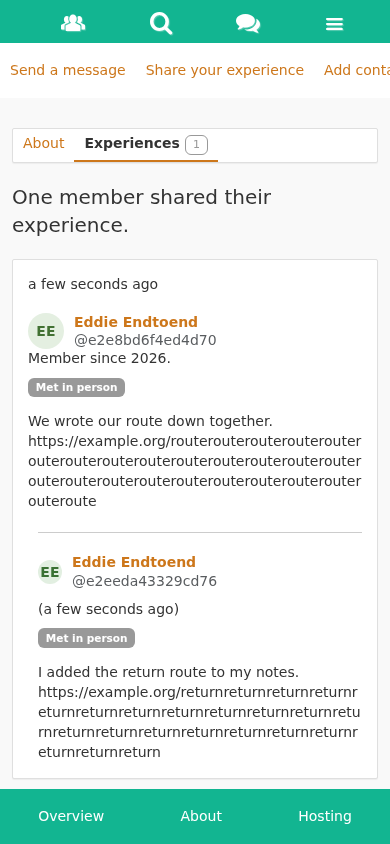 Send a message Share your experience Add conta
About Experiences 1
One member shared their
experience.
a few seconds ago
EE Eddie Endtoend
@e2e8bd6f4ed4d70
Member since 2026.
Met in person
We wrote our route down together.
https://example.org/routerouterouterouterouter
outerouterouterouterouterouterouterouterouter
outerouterouterouterouterouterouterouterouter
outeroute
EE Eddie Endtoend
@e2eeda43329cd76
(a few seconds ago)
Met in person
I added the return route to my notes.
https://example.org/returnreturnreturnreturnr
eturnreturnreturnreturnreturnreturnreturnretu
rnreturnreturnreturnreturnreturnreturnreturnr
eturnreturnreturn
Overview About Hosting